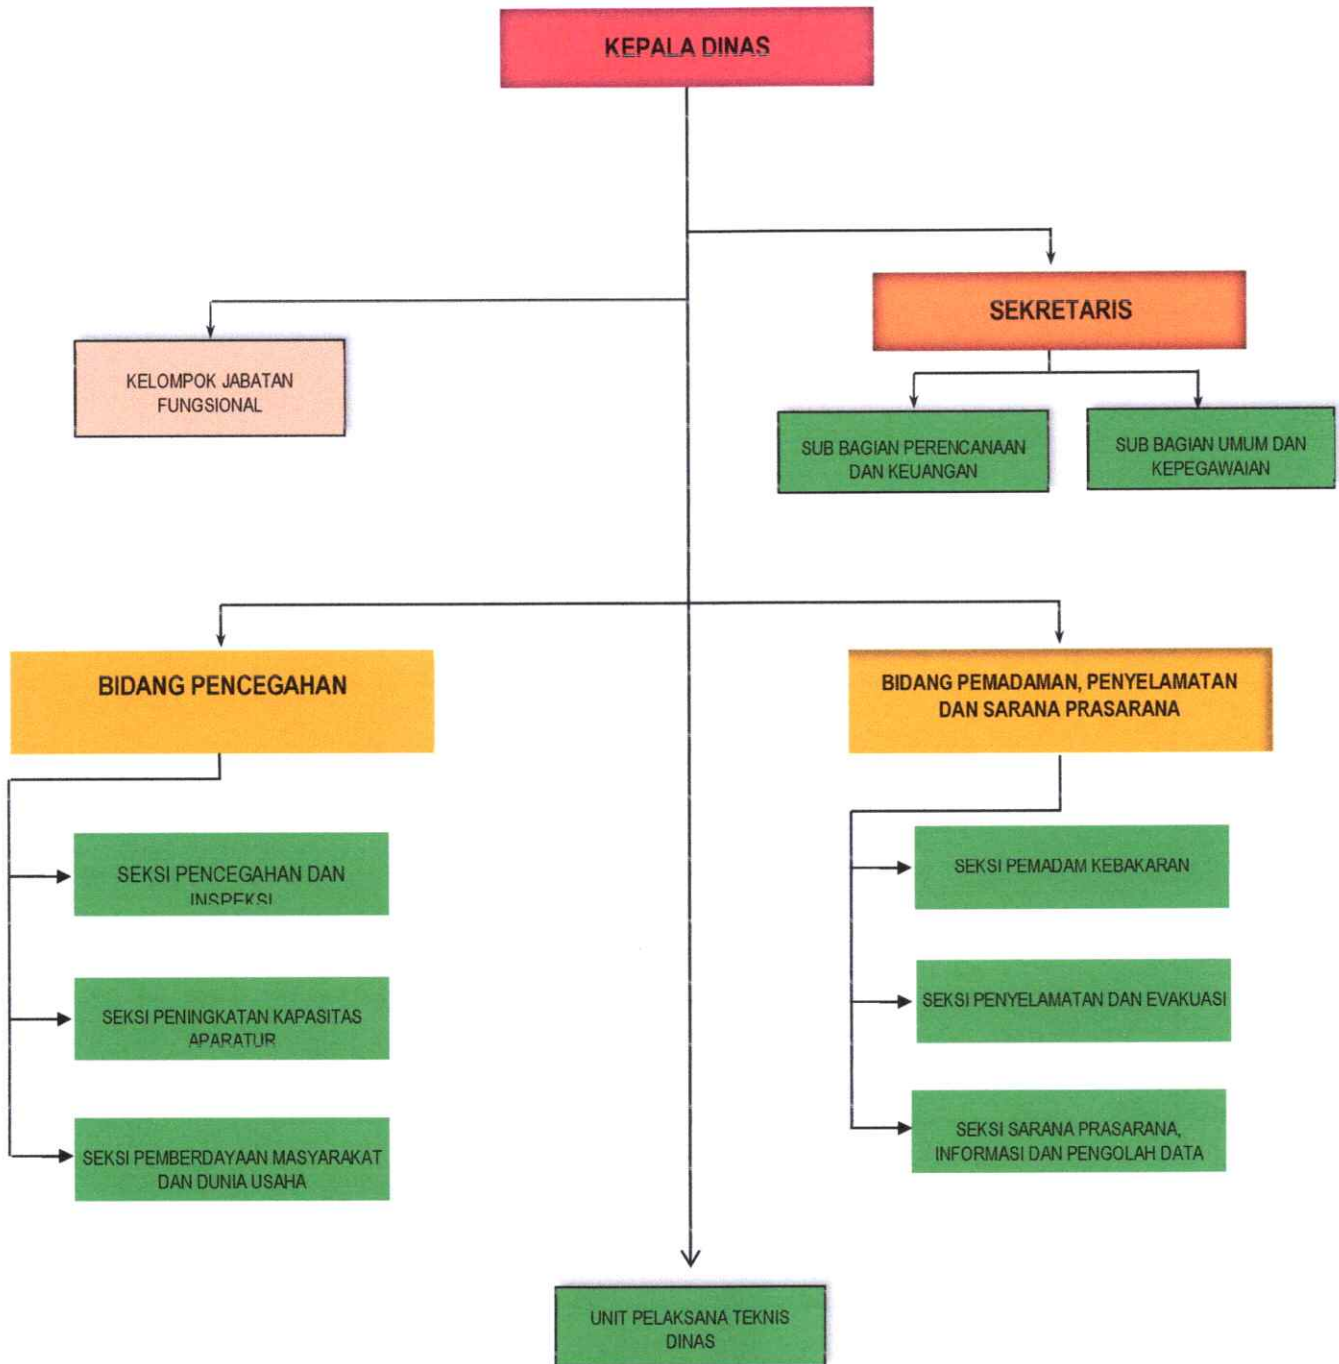 KEPALA DINAS
SEKRETARIS
KELOMPOK JABATAN
FUNGSIONAL
SUB BAGIAN PERENCANAAN
DAN KEUANGAN
SUB BAGIAN UMUM DAN
KEPEGAWAIAN
BIDANG PENCEGAHAN
BIDANG PEMADAMAN, PENYELAMATAN
DAN SARANA PRASARANA
SEKSI PENCEGAHAN DAN
INSPEKSI
SEKSI PENINGKATAN KAPASITAS
APARATUR
SEKSI PEMBERDAYAAN MASYARAKAT
DAN DUNIA USAHA
SEKSI PEMADAM KEBAKARAN
SEKSI PENYELAMATAN DAN EVAKUASI
SEKSI SARANA PRASARANA,
INFORMASI DAN PENGOLAH DATA
UNIT PELAKSANA TEKNIS
DINAS